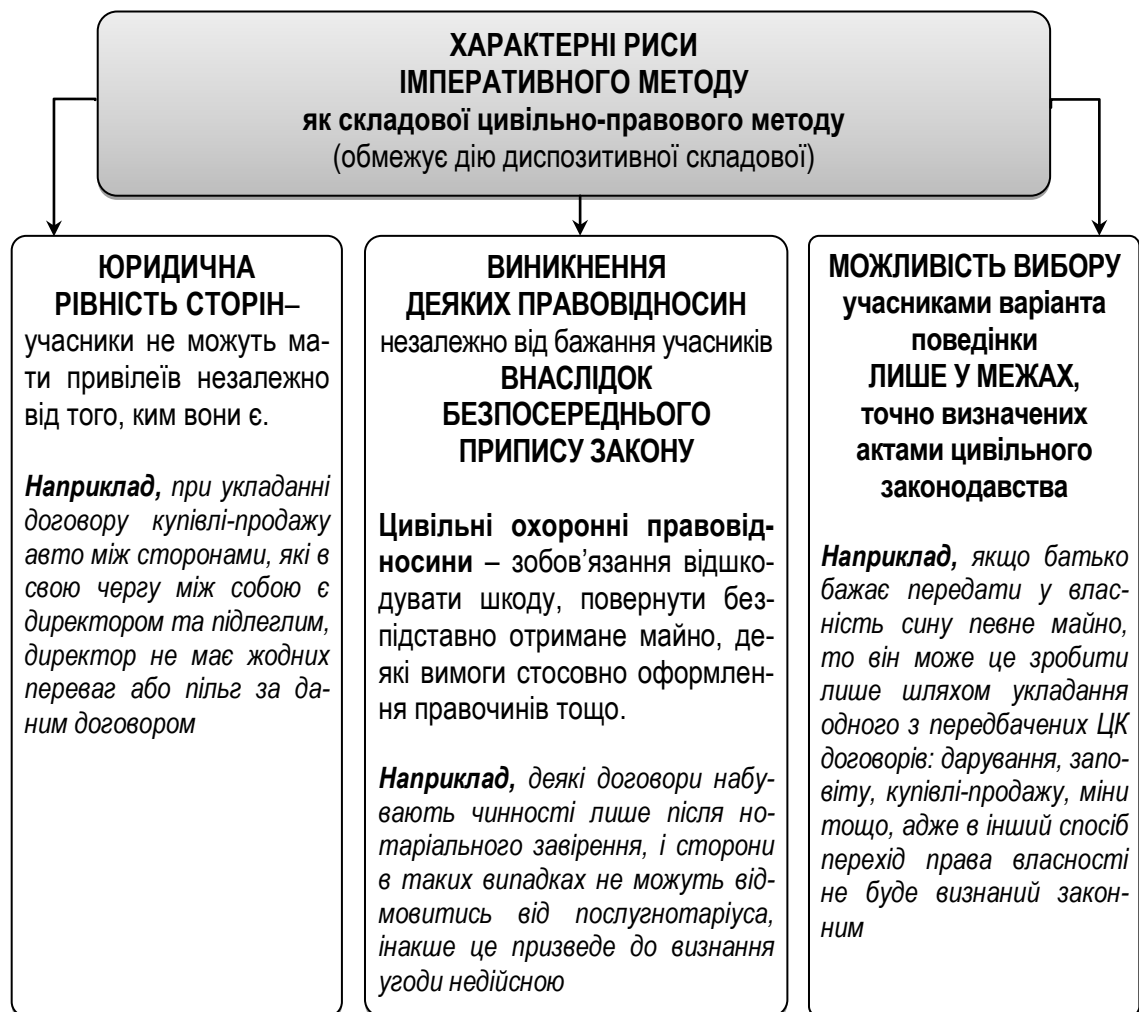 ХАРАКТЕРНІ РИСИ
ІМПЕРАТИВНОГО МЕТОДУ
як складової цивільно-правового методу
(обмежує дію диспозитивної складової)
ЮРИДИЧНА
РІВНІСТЬ СТОРІН–
учасники не можуть ма-
ти привілеїв незалежно
від того, ким вони є.
Наприклад, при укладанні
договору купівлі-продажу
авто між сторонами, які в
свою чергу між собою є
директором та підлеглим,
директор не має жодних
переваг або пільг за да-
ним договором
ВИНИКНЕННЯ
ДЕЯКИХ ПРАВОВІДНОСИН
незалежно від бажання учасників
ВНАСЛІДОК
БЕЗПОСЕРЕДНЬОГО
ПРИПИСУ ЗАКОНУ
Цивільні охоронні правовід-
носини – зобов’язання відшко-
дувати шкоду, повернути без-
підставно отримане майно, де-
які вимоги стосовно оформлен-
ня правочинів тощо.
Наприклад, деякі договори набу-
вають чинності лише після но-
таріального завірення, і сторони
в таких випадках не можуть від-
мовитись від послугнотаріуса,
інакше це призведе до визнання
угоди недійсною
МОЖЛИВІСТЬ ВИБОРУ
учасниками варіанта
поведінки
ЛИШЕ У МЕЖАХ,
точно визначених
актами цивільного
законодавства
Наприклад, якщо батько
бажає передати у влас-
ність сину певне майно,
то він може це зробити
лише шляхом укладання
одного з передбачених ЦК
договорів: дарування, запо-
віту, купівлі-продажу, міни
тощо, адже в інший спосіб
перехід права власності
не буде визнаний закон-
ним